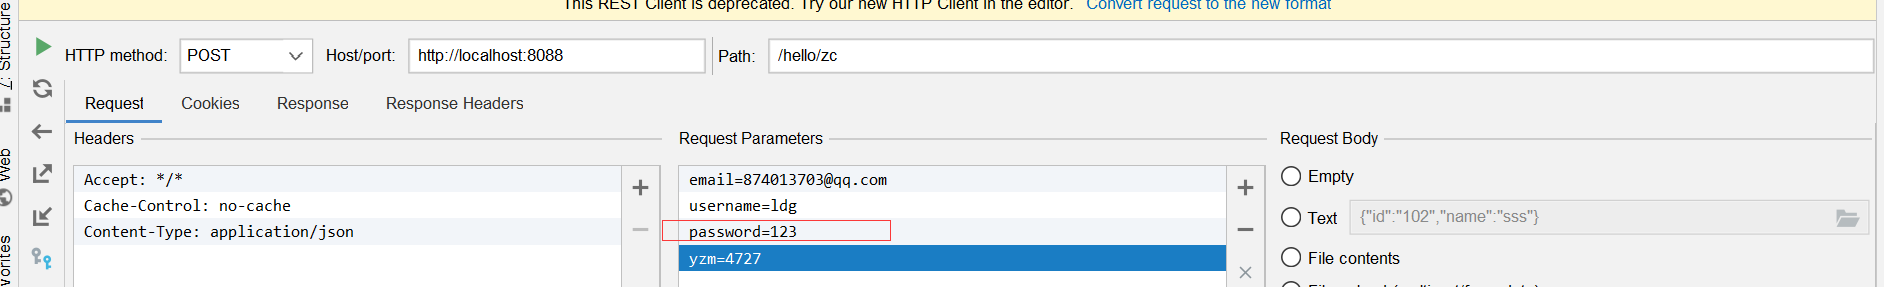 This REST Client is deprecated. Try our new HTTP Client in the editor. Convert request to the new format
Z: Structure
HTTP method: POST Host/port: http://localhost:8088 Path: /hello/zc
Request Cookies Response Response Headers
Headers
Accept: */*
Cache-Control: no-cache
Content-Type: application/json
Request Parameters
email=874013703@qq.com
username=ldg
password=123
yzm=4727
Request Body
Empty
Text {"id":"102","name":"sss"}
File contents
Web
vorites